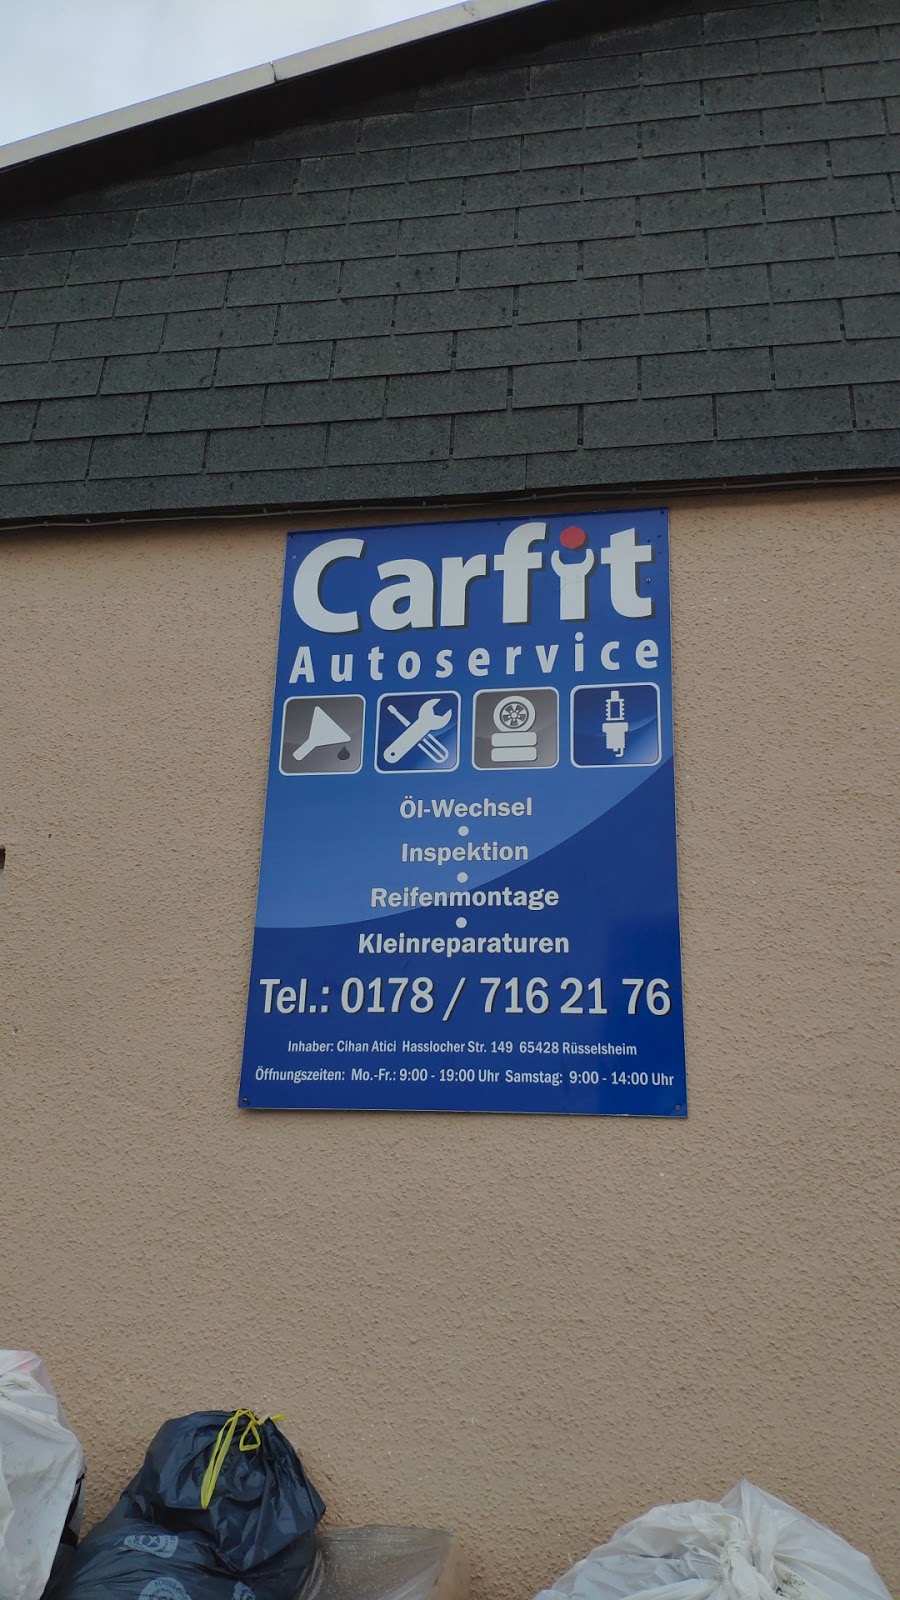 Carfit
Autoservice
Öl-Wechsel
Inspektion
Reifenmontage
Kleinreparaturen
Tel.: 0178 / 716 21 76
Inhaber: Cihan Atici Hasslocher Str. 149 65428 Rüsselsheim
Öffnungszeiten: Mo.-Fr.: 9:00 - 19:00 Uhr Samstag: 9:00 - 14:00 Uhr